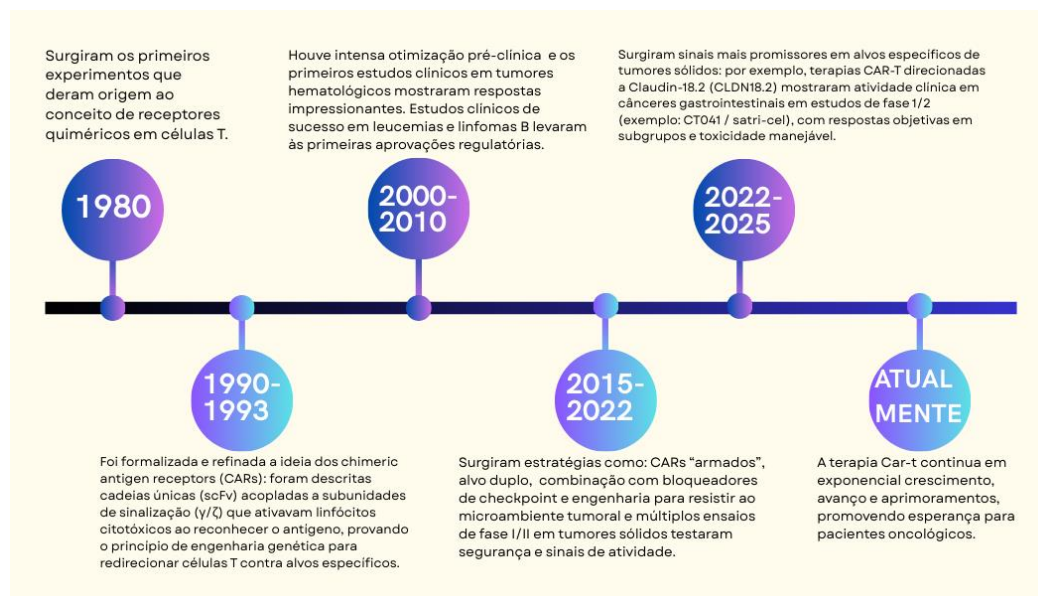 Surgiram os primeiros
experimentos que
deram origem ao
conceito de receptores
quiméricos em células T.
1980
Foi formalizada e refinada a ideia dos chimeric
antigen receptors (CARs): foram descritas
cadeias únicas (scFv) acopladas a subunidades
de sinalização (γ/ζ) que ativavam linfócitos
citotóxicos ao reconhecer o antígeno, provando
o princípio de engenharia genética para
redirecionar células T contra alvos específicos.
1990-
1993
Houve intensa otimização pré-clínica e os
primeiros estudos clínicos em tumores
hematológicos mostraram respostas
impressionantes. Estudos clínicos de
sucesso em leucemias e linfomas B levaram
às primeiras aprovações regulatórias.
2000-
2010
2015-
2022
Surgiram estratégias como: CARs “armados”,
alvo duplo, combinação com bloqueadores
de checkpoint e engenharia para resistir ao
microambiente tumoral e múltiplos ensaios
de fase I/II em tumores sólidos testaram
segurança e sinais de atividade.
Surgiram sinais mais promissores em alvos específicos de
tumores sólidos: por exemplo, terapias CAR-T direcionadas
a Claudin-18.2 (CLDN18.2) mostraram atividade clínica em
cânceres gastrointestinais em estudos de fase 1/2
(exemplo: CT041 / satri-cel), com respostas objetivas em
subgrupos e toxicidade manejável.
2022-
2025
ATUAL
MENTE
A terapia Car-t continua em
exponencial crescimento,
avanço e aprimoramentos,
promovendo esperança para
pacientes oncológicos.